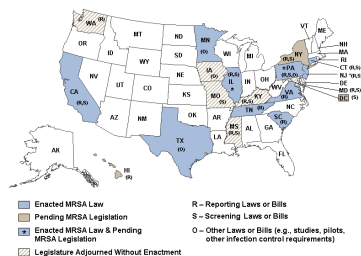 WA (R)
MT
ND
MN
(O)
VT
ME
NH
MA
RI
CT (R,S)
NJ *(R,S)
DE
MD (R,S)
DC (S)
OR
ID
WY
SD
WI
MI
NY
(R,S)
*PA
(R,S,O)
IA
(R)
NE
NV
UT
CO
CA
(R,S)
IL
(R,S)
*
IN
OH
WV
VA
(R)
KS
MO
(R,S)
KY
(R,S)
NC
TN (R)
SC
(R)
AZ
NM
OK
AR
MS
(R,S)
AL
GA
LA
TX
(O)
FL
AK
HI
(R)
Enacted MRSA Law
Pending MRSA Legislation
Enacted MRSA Law & Pending
MRSA Legislation
Legislature Adjourned Without Enactment
R – Reporting Laws or Bills
S – Screening Laws or Bills
O – Other Laws or Bills (e.g., studies, pilots,
other infection control requirements)